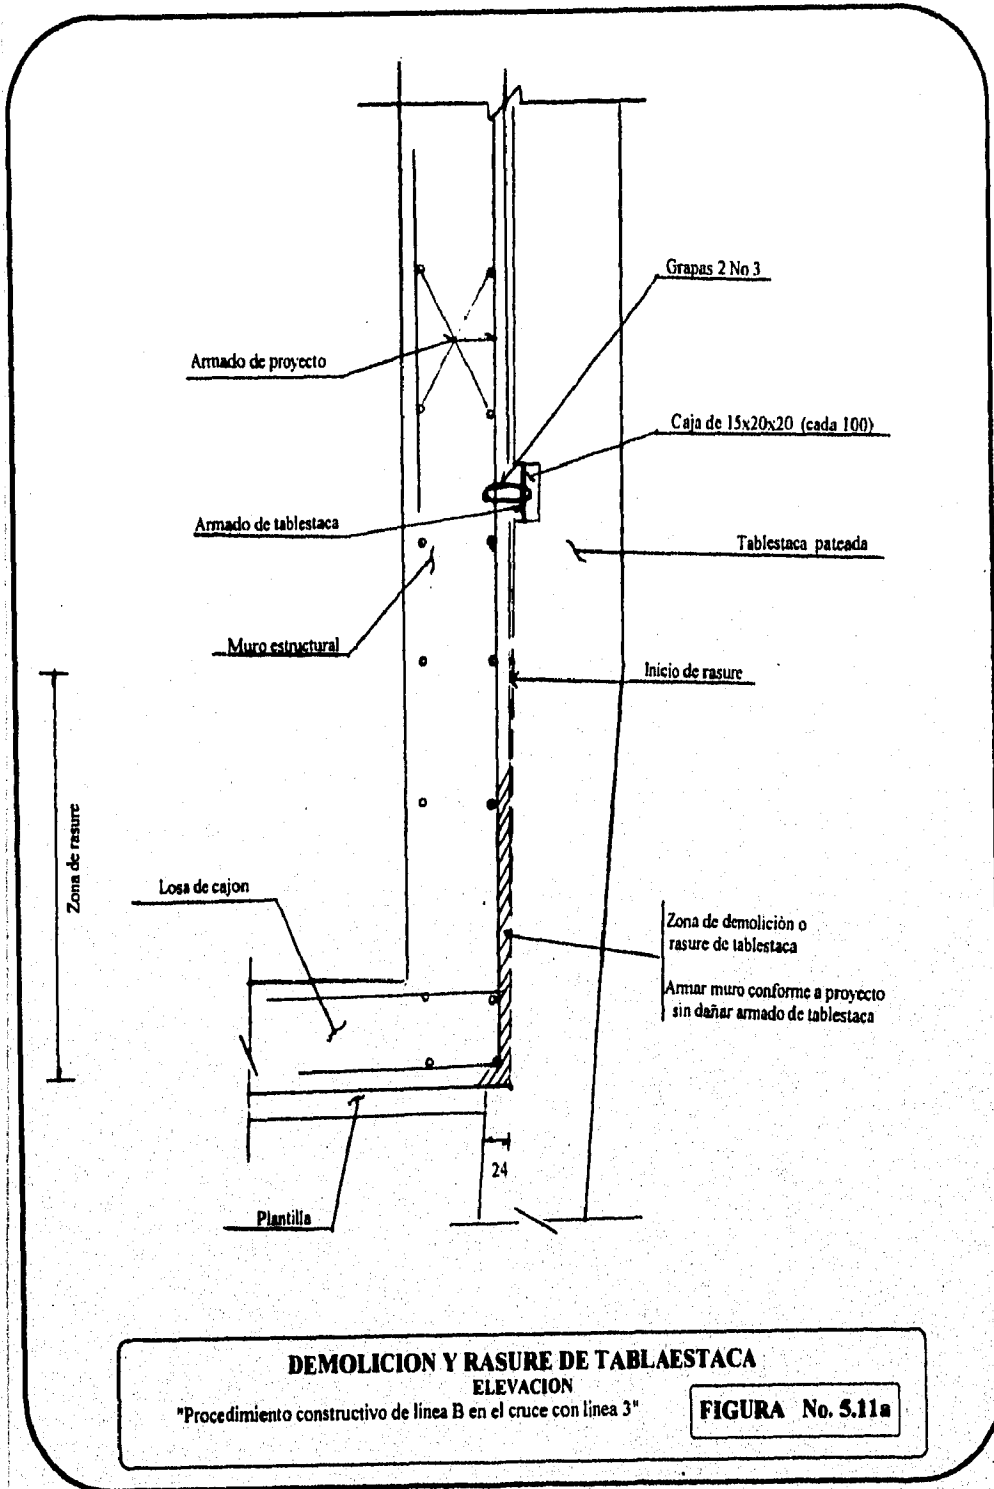 Grapas 2 No 3
Armado de proyecto
Caja de 15x20x20 (cada 100)
Armado de tablestaca
Tablestaca pateada
Muro estructural
Inicio de rasure
Zona de rasure
Losa de cajon
Zona de demolición o
rasure de tablestaca
Armar muro conforme a proyecto
sin dañar armado de tablestaca
24
Plantilla
DEMOLICION Y RASURE DE TABLAESTACA
ELEVACION
"Procedimiento constructivo de linea B en el cruce con linea 3"
FIGURA No. 5.11a